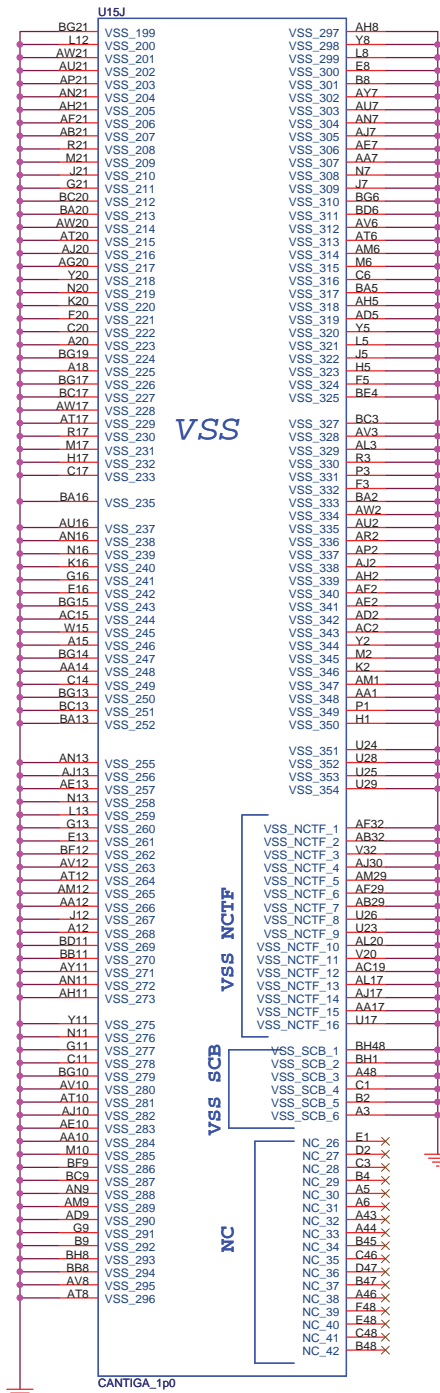 U15J
BG21 VSS_199
L12 VSS_200
AW21 VSS_201
AU21 VSS_202
AP21 VSS_203
AN21 VSS_204
AH21 VSS_205
AF21 VSS_206
AB21 VSS_207
R21 VSS_208
M21 VSS_209
J21 VSS_210
G21 VSS_211
BC20 VSS_212
BA20 VSS_213
AW20 VSS_214
AT20 VSS_215
AJ20 VSS_216
AG20 VSS_217
Y20 VSS_218
N20 VSS_219
K20 VSS_220
F20 VSS_221
C20 VSS_222
A20 VSS_223
BG19 VSS_224
A18 VSS_225
BG17 VSS_226
BC17 VSS_227
AW17 VSS_228
AT17 VSS_229
R17 VSS_230
M17 VSS_231
H17 VSS_232
C17 VSS_233
BA16 VSS_235
AU16 VSS_237
AN16 VSS_238
N16 VSS_239
K16 VSS_240
G16 VSS_241
E16 VSS_242
BG15 VSS_243
AC15 VSS_244
W15 VSS_245
A15 VSS_246
BG14 VSS_247
AA14 VSS_248
C14 VSS_249
BG13 VSS_250
BC13 VSS_251
BA13 VSS_252
AN13 VSS_255
AJ13 VSS_256
AE13 VSS_257
N13 VSS_258
L13 VSS_259
G13 VSS_260
E13 VSS_261
BF12 VSS_262
AV12 VSS_263
AT12 VSS_264
AM12 VSS_265
AA12 VSS_266
J12 VSS_267
A12 VSS_268
BD11 VSS_269
BB11 VSS_270
AY11 VSS_271
AN11 VSS_272
AH11 VSS_273
Y11 VSS_275
N11 VSS_276
G11 VSS_277
C11 VSS_278
BG10 VSS_279
AV10 VSS_280
AT10 VSS_281
AJ10 VSS_282
AE10 VSS_283
AA10 VSS_284
M10 VSS_285
BF9 VSS_286
BC9 VSS_287
AN9 VSS_288
AM9 VSS_289
AD9 VSS_290
G9 VSS_291
B9 VSS_292
BH8 VSS_293
BB8 VSS_294
AV8 VSS_295
AT8 VSS_296
VSS
VSS_297 AH8
VSS_298 Y8
VSS_299 L8
VSS_300 E8
VSS_301 B8
VSS_302 AY7
VSS_303 AU7
VSS_304 AN7
VSS_305 AJ7
VSS_306 AE7
VSS_307 AA7
VSS_308 N7
VSS_309 J7
VSS_310 BG6
VSS_311 BD6
VSS_312 AV6
VSS_313 AT6
VSS_314 AM6
VSS_315 M6
VSS_316 C6
VSS_317 BA5
VSS_318 AH5
VSS_319 AD5
VSS_320 Y5
VSS_321 L5
VSS_322 J5
VSS_323 H5
VSS_324 F5
VSS_325 BE4
VSS_327 BC3
VSS_328 AV3
VSS_329 AL3
VSS_330 R3
VSS_331 P3
VSS_332 F3
VSS_333 BA2
VSS_334 AW2
VSS_335 AU2
VSS_336 AR2
VSS_337 AP2
VSS_338 AJ2
VSS_339 AH2
VSS_340 AF2
VSS_341 AE2
VSS_342 AD2
VSS_343 AC2
VSS_344 Y2
VSS_345 M2
VSS_346 K2
VSS_347 AM1
VSS_348 AA1
VSS_349 P1
VSS_350 H1
VSS_351 U24
VSS_352 U28
VSS_353 U25
VSS_354 U29
VSS NCTF
VSS_NCTF_1 AF32
VSS_NCTF_2 AB32
VSS_NCTF_3 V32
VSS_NCTF_4 AJ30
VSS_NCTF_5 AM29
VSS_NCTF_6 AF29
VSS_NCTF_7 AB29
VSS_NCTF_8 U26
VSS_NCTF_9 U23
VSS_NCTF_10 AL20
VSS_NCTF_11 V20
VSS_NCTF_12 AC19
VSS_NCTF_13 AL17
VSS_NCTF_14 AJ17
VSS_NCTF_15 AA17
VSS_NCTF_16 U17
VSS SCB
VSS_SCB_1 BH48
VSS_SCB_2 BH1
VSS_SCB_3 A48
VSS_SCB_4 C1
VSS_SCB_5 B2
VSS_SCB_6 A3
NC
NC_26 E1
NC_27 D2
NC_28 C3
NC_29 B4
NC_30 A5
NC_31 A6
NC_32 A43
NC_33 A44
NC_34 B45
NC_35 C46
NC_36 D47
NC_37 B47
NC_38 A46
NC_39 F48
NC_40 E48
NC_41 C48
NC_42 B48
CANTIGA_1p0